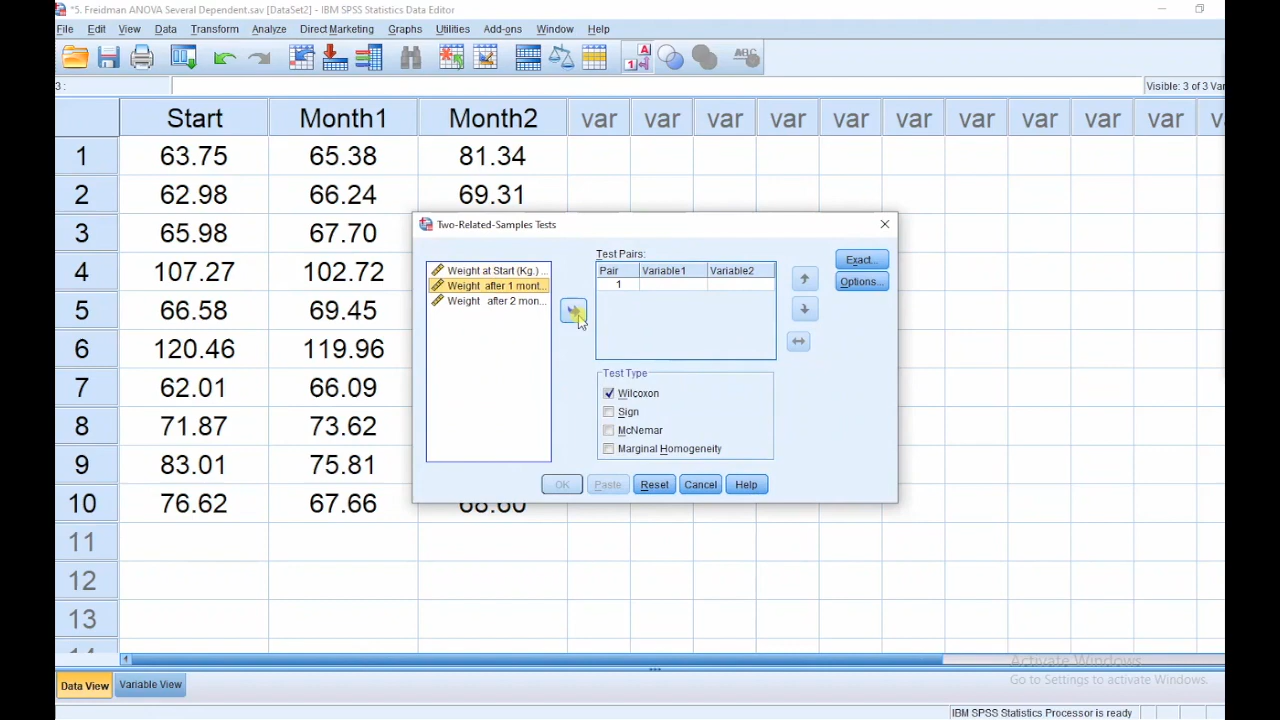 *5. Freidman ANOVA Several Dependent.sav [DataSet2] - IBM SPSS Statistics Data Editor
File Edit View Data Transform Analyze Direct Marketing Graphs Utilities Add-ons Window Help
3 :
Visible: 3 of 3 Var
Start Month1 Month2 var var var var var var var var var var
1 63.75 65.38 81.34
2 62.98 66.24 69.31
3 65.98 67.70
4 107.27 102.72
5 66.58 69.45
6 120.46 119.96
7 62.01 66.09
8 71.87 73.62
9 83.01 75.81
10 76.62 67.66 68.60
11
12
13
14
Two-Related-Samples Tests
Weight at Start (Kg.)...
Weight after 1 mont...
Weight after 2 mon...
Test Pairs:
Pair Variable1 Variable2
1
Exact...
Options...
Test Type
Wilcoxon
Sign
McNemar
Marginal Homogeneity
OK Paste Reset Cancel Help
Activate Windows
Go to Settings to activate Windows.
Data View Variable View
IBM SPSS Statistics Processor is ready